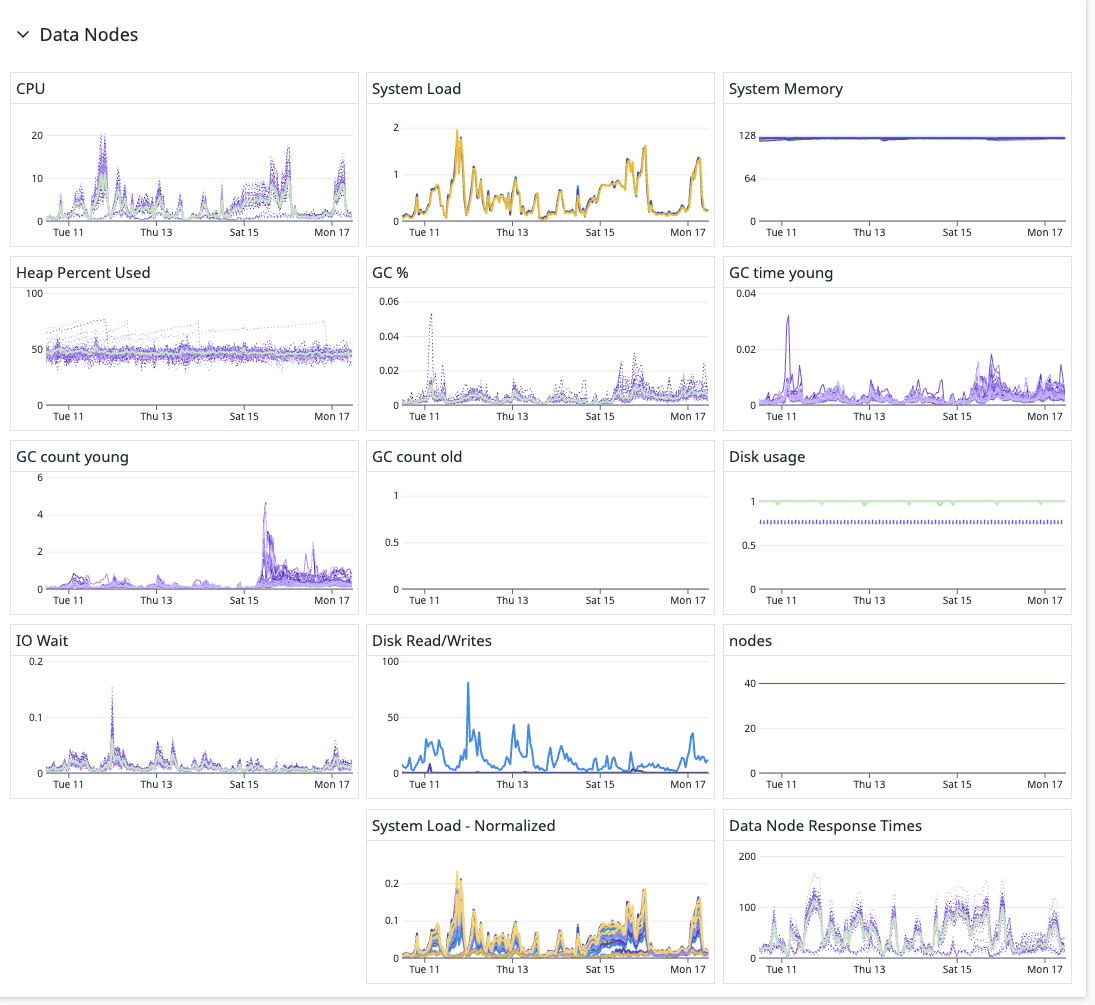 Data Nodes
CPU
20
10
0
Tue 11 Thu 13 Sat 15 Mon 17
System Load
2
1
0
Tue 11 Thu 13 Sat 15 Mon 17
System Memory
128
64
0
Tue 11 Thu 13 Sat 15 Mon 17
Heap Percent Used
100
50
0
Tue 11 Thu 13 Sat 15 Mon 17
GC %
0.06
0.04
0.02
0
Tue 11 Thu 13 Sat 15 Mon 17
GC time young
0.04
0.02
0
Tue 11 Thu 13 Sat 15 Mon 17
GC count young
6
4
2
0
Tue 11 Thu 13 Sat 15 Mon 17
GC count old
1
0.5
0
Tue 11 Thu 13 Sat 15 Mon 17
Disk usage
1
0.5
0
Tue 11 Thu 13 Sat 15 Mon 17
IO Wait
0.2
0.1
0
Tue 11 Thu 13 Sat 15 Mon 17
Disk Read/Writes
100
50
0
Tue 11 Thu 13 Sat 15 Mon 17
nodes
40
20
0
Tue 11 Thu 13 Sat 15 Mon 17
System Load - Normalized
0.2
0.1
0
Tue 11 Thu 13 Sat 15 Mon 17
Data Node Response Times
200
100
0
Tue 11 Thu 13 Sat 15 Mon 17